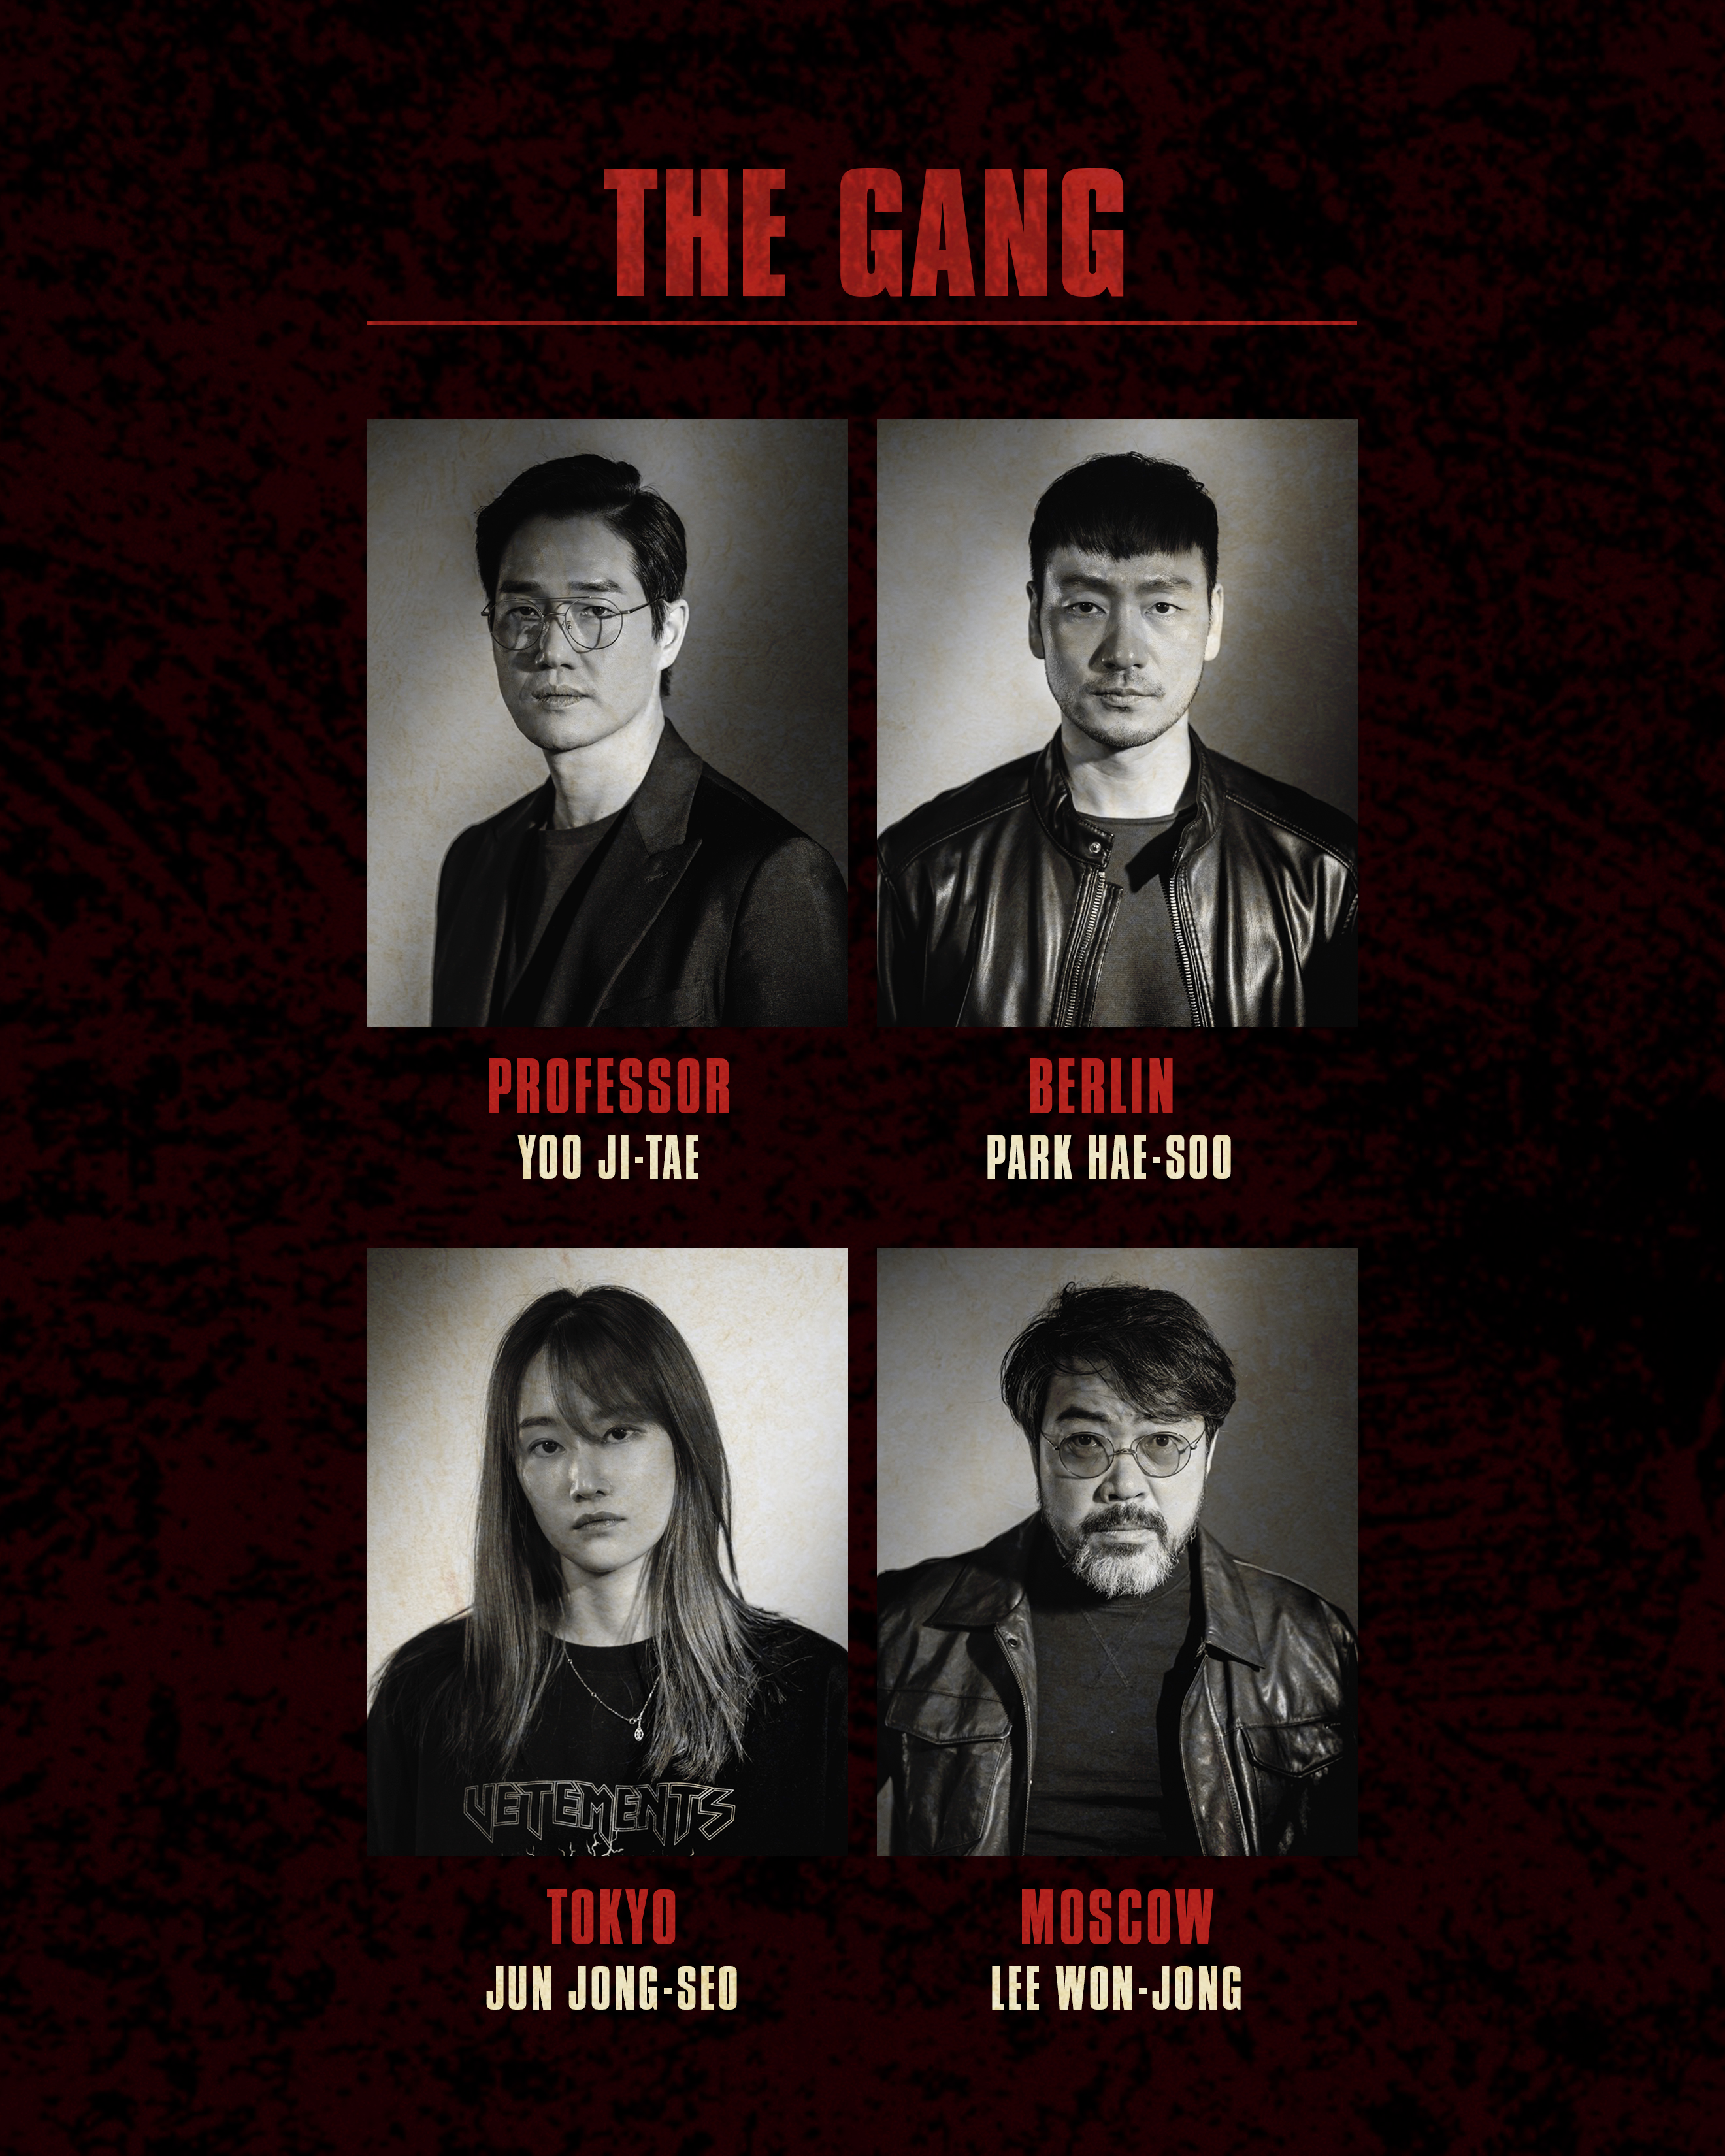 THE GANG
PROFESSOR
YOO JI-TAE
BERLIN
PARK HAE-SOO
VETEMENTS
TOKYO
JUN JONG-SEO
MOSCOW
LEE WON-JONG